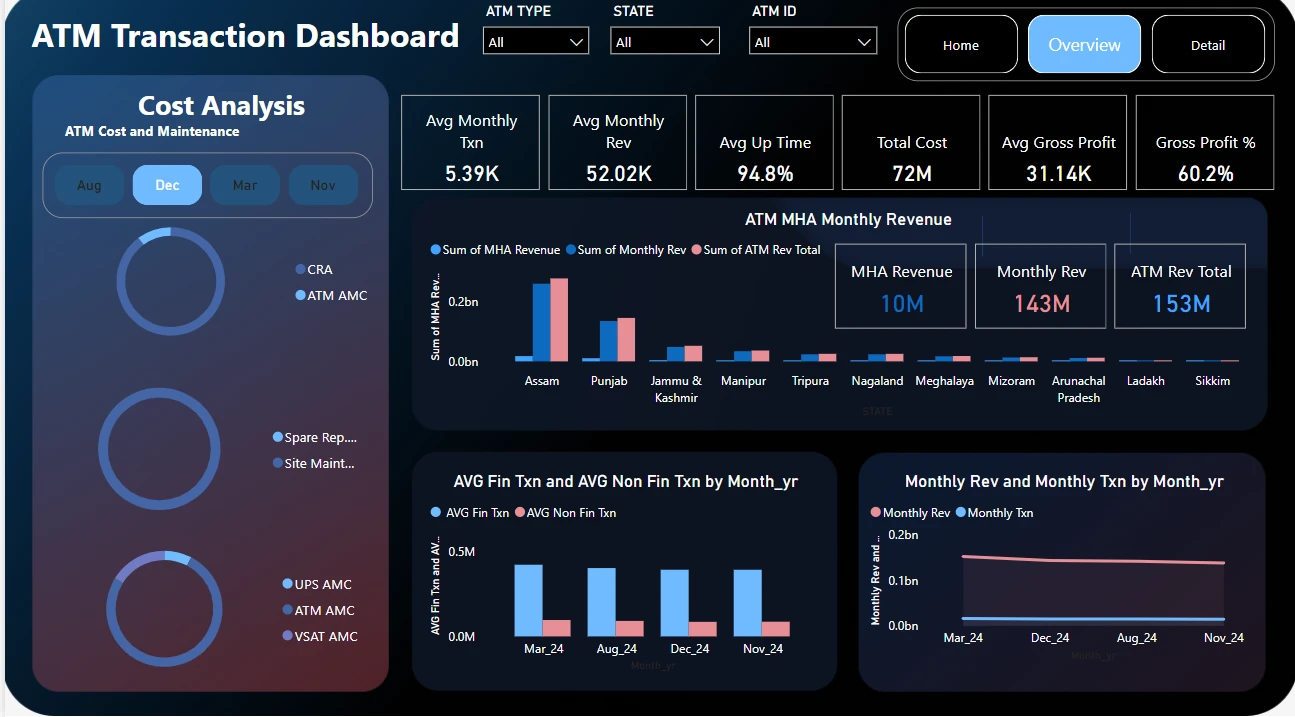 ATM Transaction Dashboard
ATM TYPE
All
STATE
All
ATM ID
All
Home
Overview
Detail
Cost Analysis
ATM Cost and Maintenance
Aug
Dec
Mar
Nov
CRA
ATM AMC
Spare Rep....
Site Maint...
UPS AMC
ATM AMC
VSAT AMC
Avg Monthly
Txn
5.39K
Avg Monthly
Rev
52.02K
Avg Up Time
94.8%
Total Cost
72M
Avg Gross Profit
31.14K
Gross Profit %
60.2%
ATM MHA Monthly Revenue
Sum of MHA Revenue
Sum of Monthly Rev
Sum of ATM Rev Total
MHA Revenue
10M
Monthly Rev
143M
ATM Rev Total
153M
Sum of MHA Rev...
0.2bn
0.0bn
Assam
Punjab
Jammu &
Kashmir
Manipur
Tripura
Nagaland
Meghalaya
Mizoram
Arunachal
Pradesh
Ladakh
Sikkim
STATE
AVG Fin Txn and AVG Non Fin Txn by Month_yr
AVG Fin Txn
AVG Non Fin Txn
AVG Fin Txn and AV...
0.5M
0.0M
Mar_24
Aug_24
Dec_24
Nov_24
Month_yr
Monthly Rev and Monthly Txn by Month_yr
Monthly Rev
Monthly Txn
Monthly Rev and ...
0.2bn
0.1bn
0.0bn
Mar_24
Dec_24
Aug_24
Nov_24
Month_yr